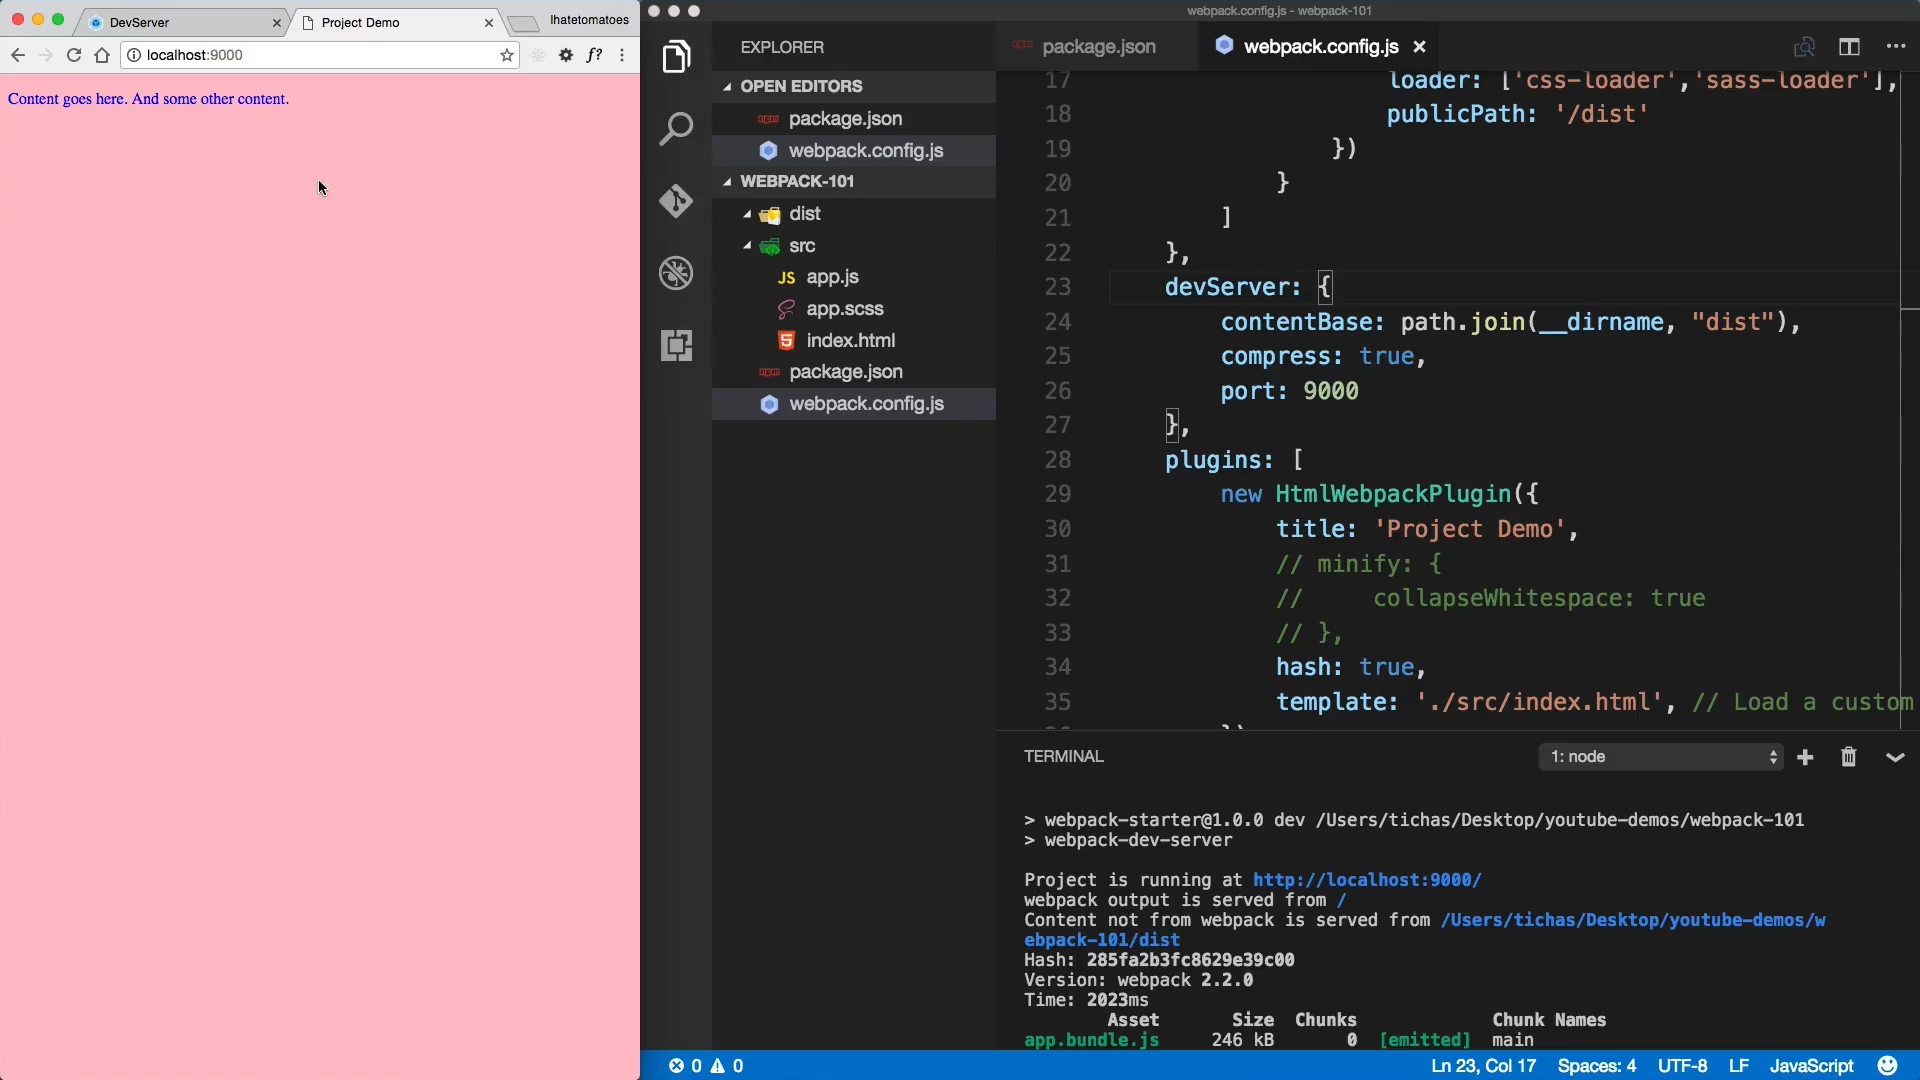 DevServer
Project Demo
Ihatetomatoes
localhost:9000
f?
Content goes here. And some other content.
webpack.config.js - webpack-101
EXPLORER
OPEN EDITORS
package.json
webpack.config.js
WEBPACK-101
dist
src
JS app.js
app.scss
5 index.html
package.json
webpack.config.js
package.json
webpack.config.js
17 loader: ['css-loader','sass-loader'],
18 publicPath: '/dist'
19 })
20 }
21 ]
22 },
23 devServer: {
24 contentBase: path.join(__dirname, "dist"),
25 compress: true,
26 port: 9000
27 },
28 plugins: [
29 new HtmlWebpackPlugin({
30 title: 'Project Demo',
31 // minify: {
32 //     collapseWhitespace: true
33 // },
34 hash: true,
35 template: './src/index.html', // Load a custom
TERMINAL
1: node
> webpack-starter@1.0.0 dev /Users/tichas/Desktop/youtube-demos/webpack-101
> webpack-dev-server
Project is running at http://localhost:9000/
webpack output is served from /
Content not from webpack is served from /Users/tichas/Desktop/youtube-demos/w
ebpack-101/dist
Hash: 285fa2b3fc8629e39c00
Version: webpack 2.2.0
Time: 2023ms
Asset Size Chunks Chunk Names
app.bundle.js 246 kB 0 [emitted] main
0 0
Ln 23, Col 17 Spaces: 4 UTF-8 LF JavaScript